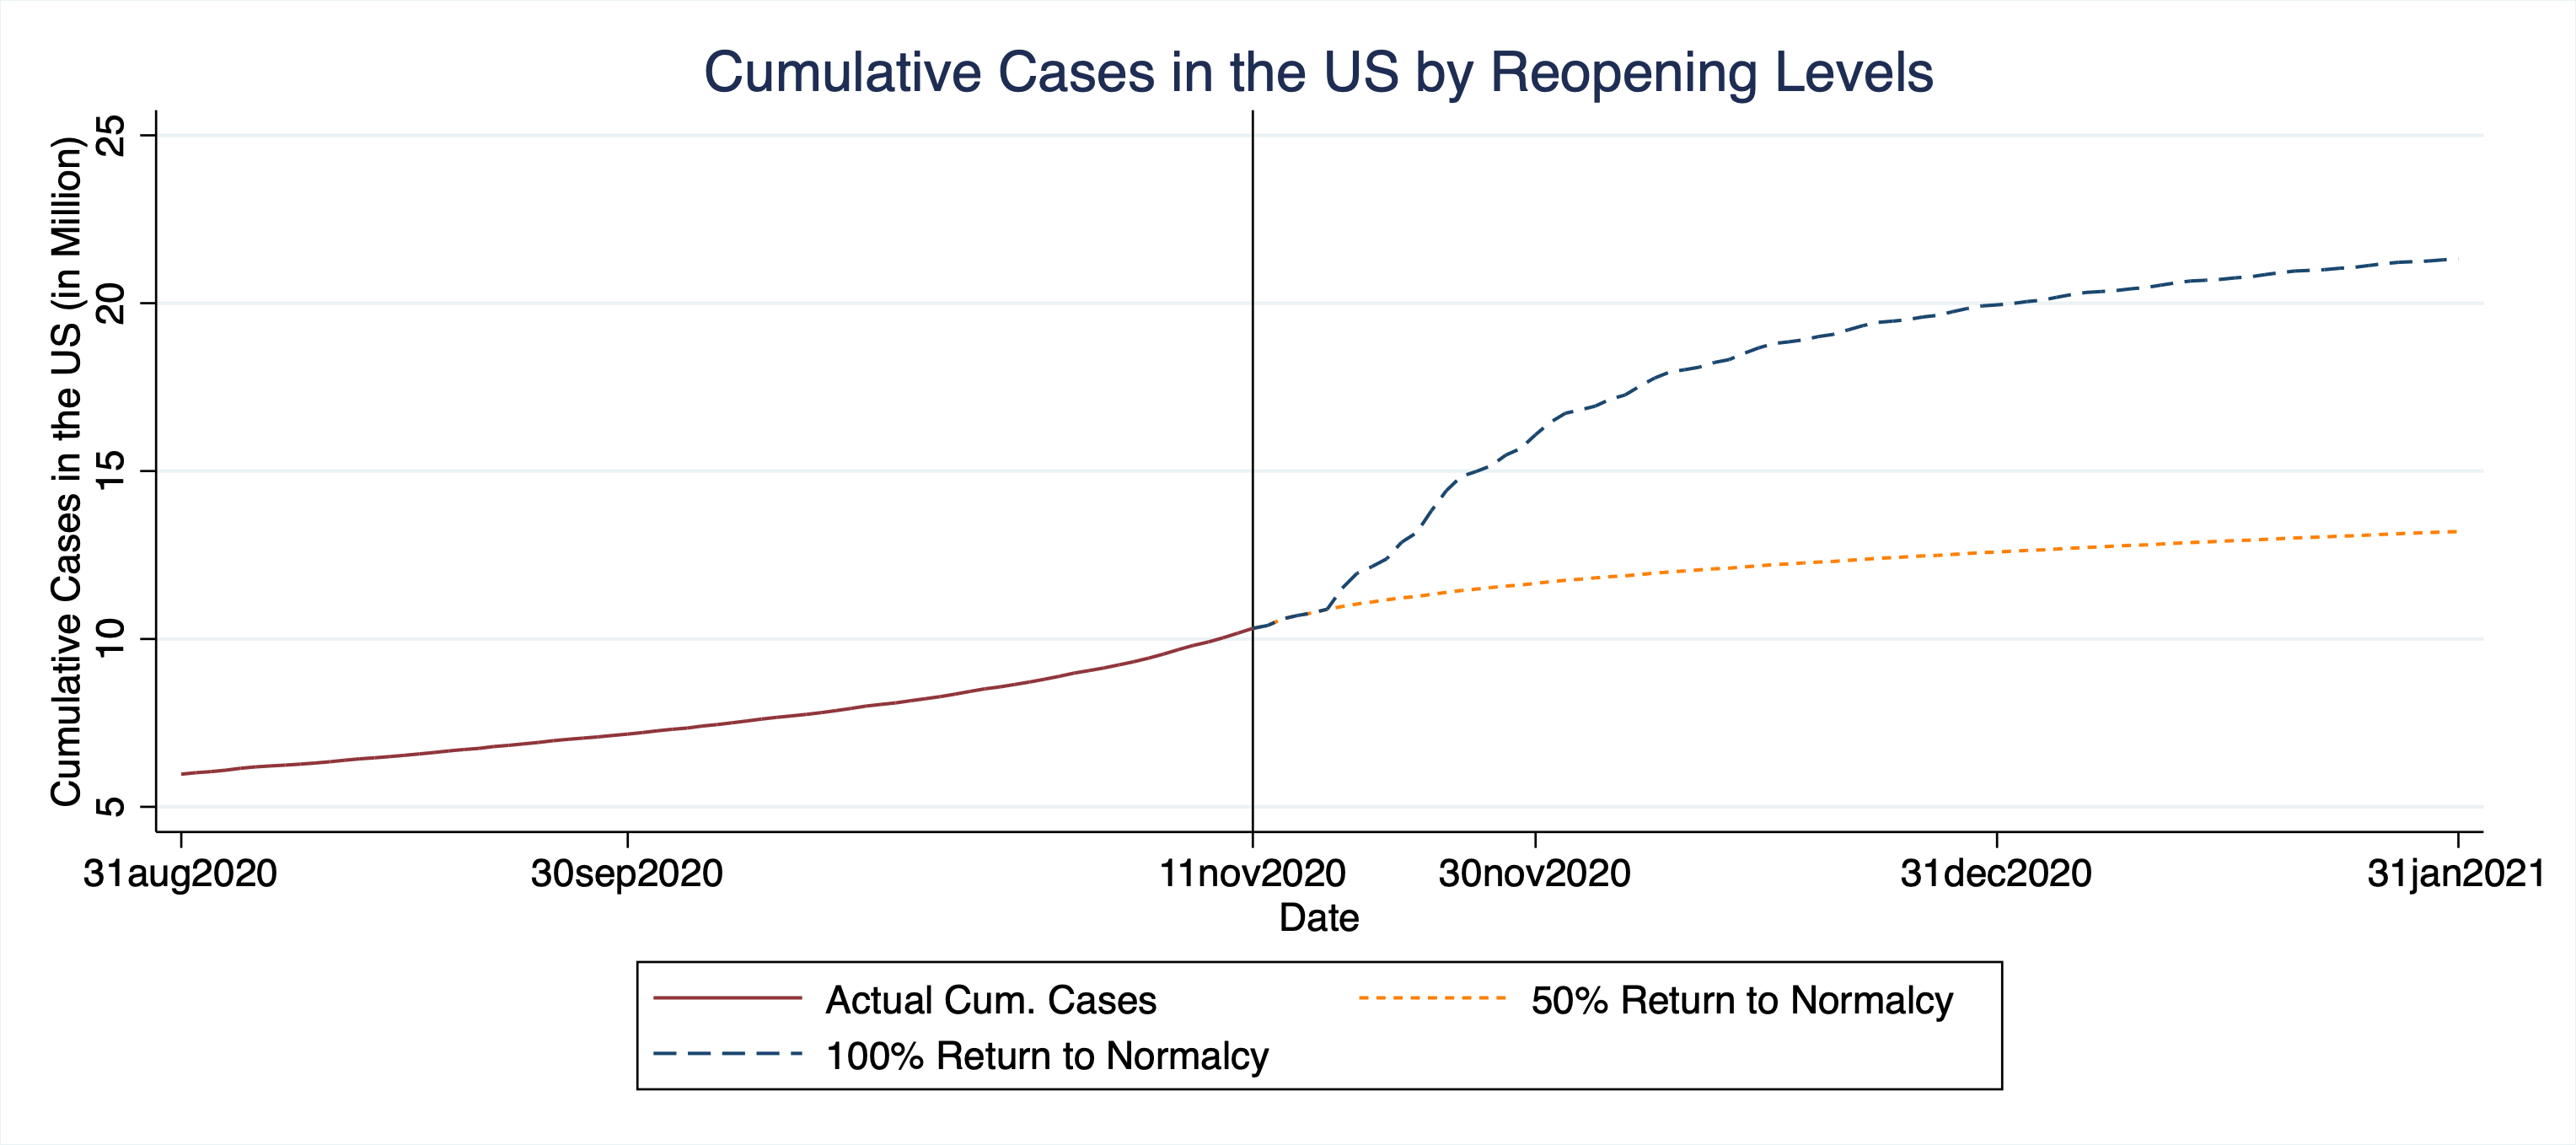 Cumulative Cases in the US by Reopening Levels
Cumulative Cases in the US (in Million)
25
20
15
10
5
31aug2020
30sep2020
11nov2020
30nov2020
31dec2020
31jan2021
Date
Actual Cum. Cases
50% Return to Normalcy
100% Return to Normalcy